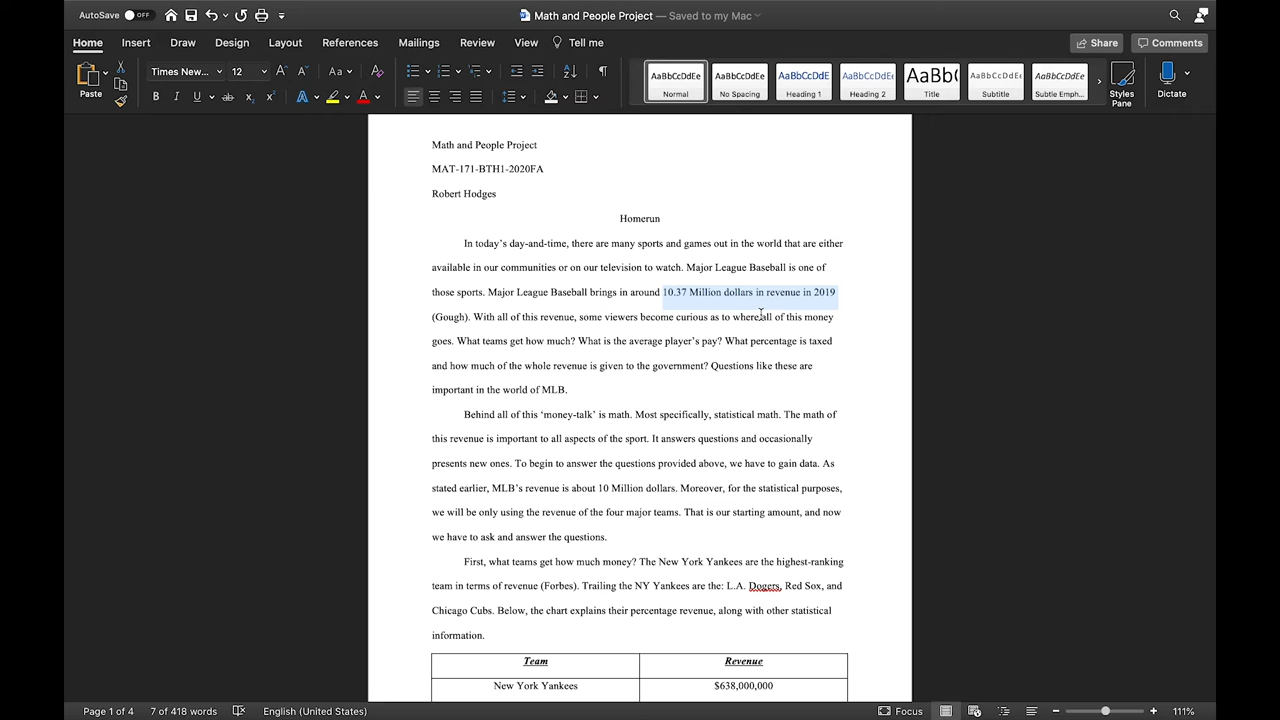 AutoSave OFF
Math and People Project — Saved to my Mac
Home Insert Draw Design Layout References Mailings Review View Tell me
Share Comments
Paste
Times New... 12
AaBbCcDdEe AaBbCcDdEe AaBbCcDdE AaBbCcDdEe AaBb( AaBbCcDdEe AaBbCcDdEe
Normal No Spacing Heading 1 Heading 2 Title Subtitle Subtle Emph...
Styles Pane
Dictate
Math and People Project
MAT-171-BTH1-2020FA
Robert Hodges
Homerun
In today’s day-and-time, there are many sports and games out in the world that are either
available in our communities or on our television to watch. Major League Baseball is one of
those sports. Major League Baseball brings in around 10.37 Million dollars in revenue in 2019
(Gough). With all of this revenue, some viewers become curious as to where all of this money
goes. What teams get how much? What is the average player’s pay? What percentage is taxed
and how much of the whole revenue is given to the government? Questions like these are
important in the world of MLB.
Behind all of this ‘money-talk’ is math. Most specifically, statistical math. The math of
this revenue is important to all aspects of the sport. It answers questions and occasionally
presents new ones. To begin to answer the questions provided above, we have to gain data. As
stated earlier, MLB’s revenue is about 10 Million dollars. Moreover, for the statistical purposes,
we will be only using the revenue of the four major teams. That is our starting amount, and now
we have to ask and answer the questions.
First, what teams get how much money? The New York Yankees are the highest-ranking
team in terms of revenue (Forbes). Trailing the NY Yankees are the: L.A. Dogers, Red Sox, and
Chicago Cubs. Below, the chart explains their percentage revenue, along with other statistical
information.
Team Revenue
New York Yankees $638,000,000
Page 1 of 4 7 of 418 words English (United States) Focus 111%